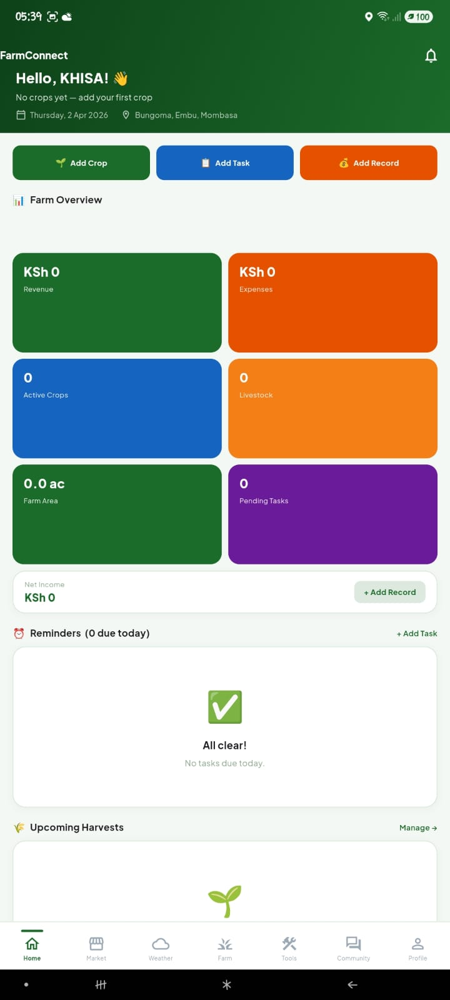 05:39 100
FarmConnect
Hello, KHISA! 👋
No crops yet — add your first crop
Thursday, 2 Apr 2026 Bungoma, Embu, Mombasa
🌱 Add Crop 📋 Add Task 💰 Add Record
📊 Farm Overview
KSh 0 KSh 0
Revenue Expenses
0 0
Active Crops Livestock
0.0 ac 0
Farm Area Pending Tasks
Net Income
KSh 0 + Add Record
⏰ Reminders (0 due today) + Add Task
All clear!
No tasks due today.
🌾 Upcoming Harvests Manage →
Home Market Weather Farm Tools Community Profile